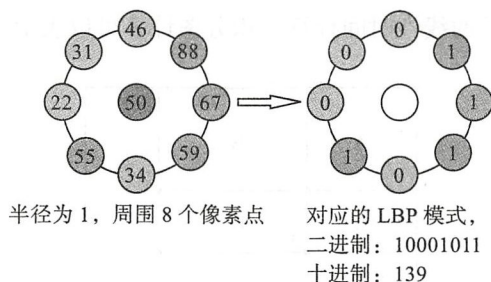 46 0
31 88 0 1
22 50 67 0 1
55 59 1 1
34 0
半径为 1，周围 8 个像素点
对应的 LBP 模式，
二进制：10001011
十进制：139